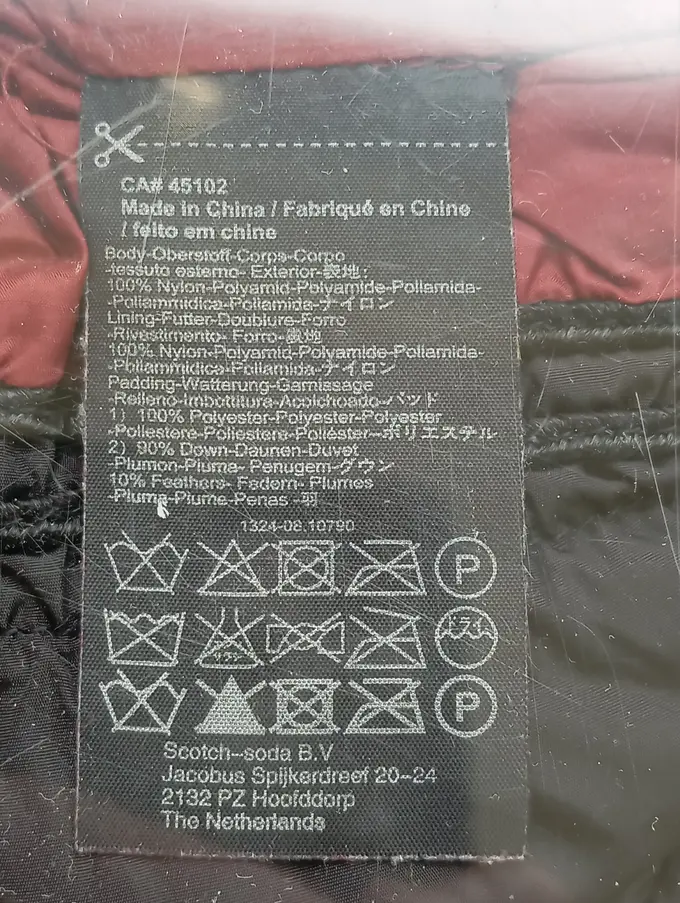 CA# 45102
Made in China / Fabriqué en Chine
/ feito em chine
Body-Oberstoff-Corps-Corpo
-tessuto esterno- Exterior-表地:
100% Nylon-Polyamid-Polyamide-Poliamida-
-Poliammidica-Poliamida-ナイロン
Lining-Futter-Doublure-Forro
-Rivestimento- Forro-裏地
100% Nylon-Polyamid-Polyamide-Poliamida-
-Poliammidica-Poliamida-ナイロン
Padding-Watterung-Garnissage
-Relleno-Imbottitura-Acolchoado-パッド
1) 100% Polyester-Polyester-Polyester
-Poliestere-Poliestere-Poliéster-ポリエステル
2) 90% Down-Daunen-Duvet
-Plumon-Piuma- Penugem-ダウン
10% Feathers- Federn- Plumes
-Pluma-Piume-Penas -羽
1324-08.10790
P
ドライ
P
Scotch-soda B.V
Jacobus Spijkerdreef 20-24
2132 PZ Hoofddorp
The Netherlands